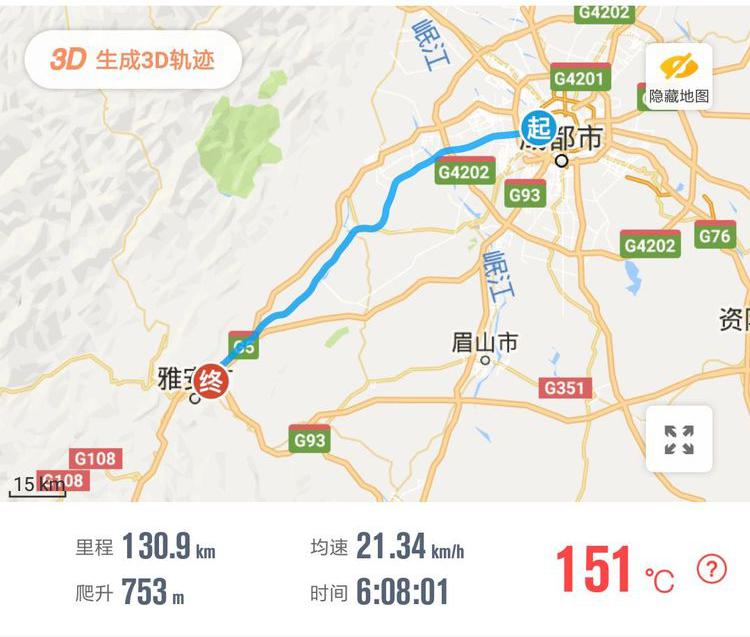 G4202
岷江
3D 生成3D轨迹
G4201
隐藏地图
起
成都市
G4202
G93
G76
G4202
岷江
资阳
眉山市
G5
雅安
终
G351
G93
G108
G108
15 km
里程 130.9 km
均速 21.34 km/h
151 ℃ ?
爬升 753 m
时间 6:08:01